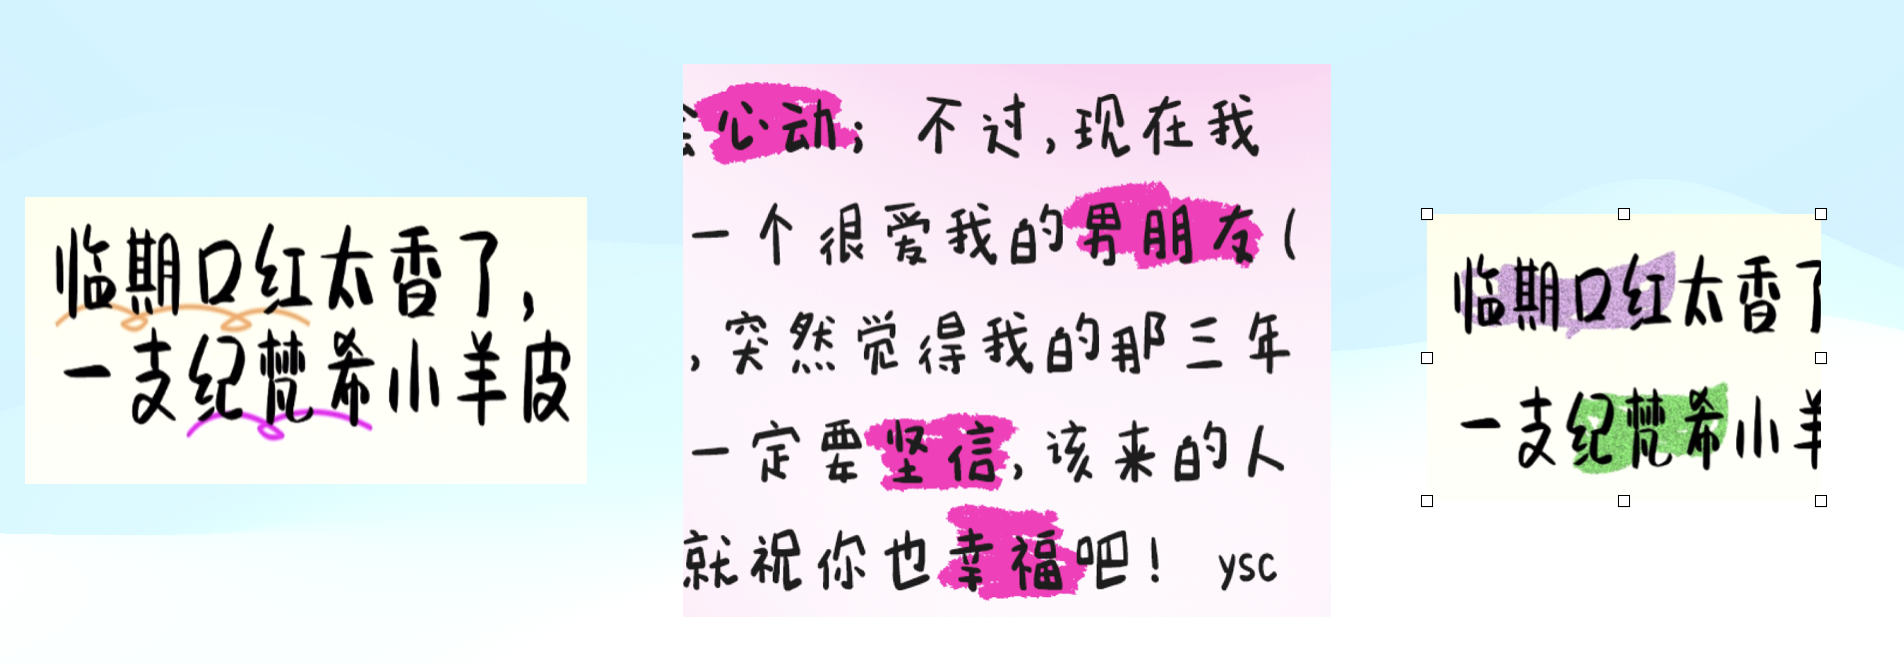 临期口红太香了,
一支纪梵希小羊皮
会心动; 不过,现在我
一个很爱我的男朋友(
,突然觉得我的那三年
一定要坚信,该来的人
就祝你也幸福吧! ysc
临期口红太香了
一支纪梵希小羊